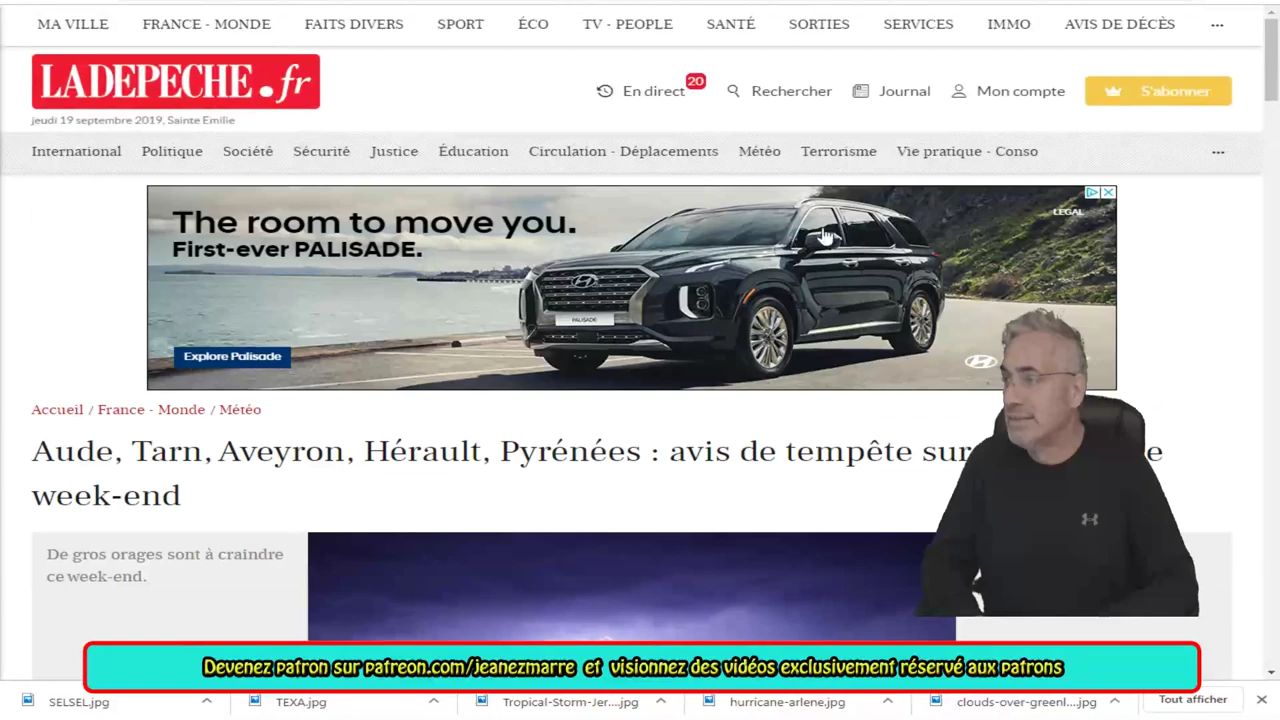 MA VILLE FRANCE - MONDE FAITS DIVERS SPORT ÉCO TV - PEOPLE SANTÉ SORTIES SERVICES IMMO AVIS DE DÉCÈS ...
LADEPECHE.fr
En direct 20 Rechercher Journal Mon compte S'abonner
jeudi 19 septembre 2019, Sainte Emilie
International Politique Société Sécurité Justice Éducation Circulation - Déplacements Météo Terrorisme Vie pratique - Conso ...
The room to move you.
First-ever PALISADE.
LEGAL
PALISADE
Explore Palisade
Accueil / France - Monde / Météo
Aude, Tarn, Aveyron, Hérault, Pyrénées : avis de tempête sur e
week-end
De gros orages sont à craindre
ce week-end.
Devenez patron sur patreon.com/jeanezmarre et visionnez des vidéos exclusivement réservé aux patrons
SELSEL.jpg TEXA.jpg Tropical-Storm-Jer....jpg hurricane-arlene.jpg clouds-over-greenl....jpg Tout afficher